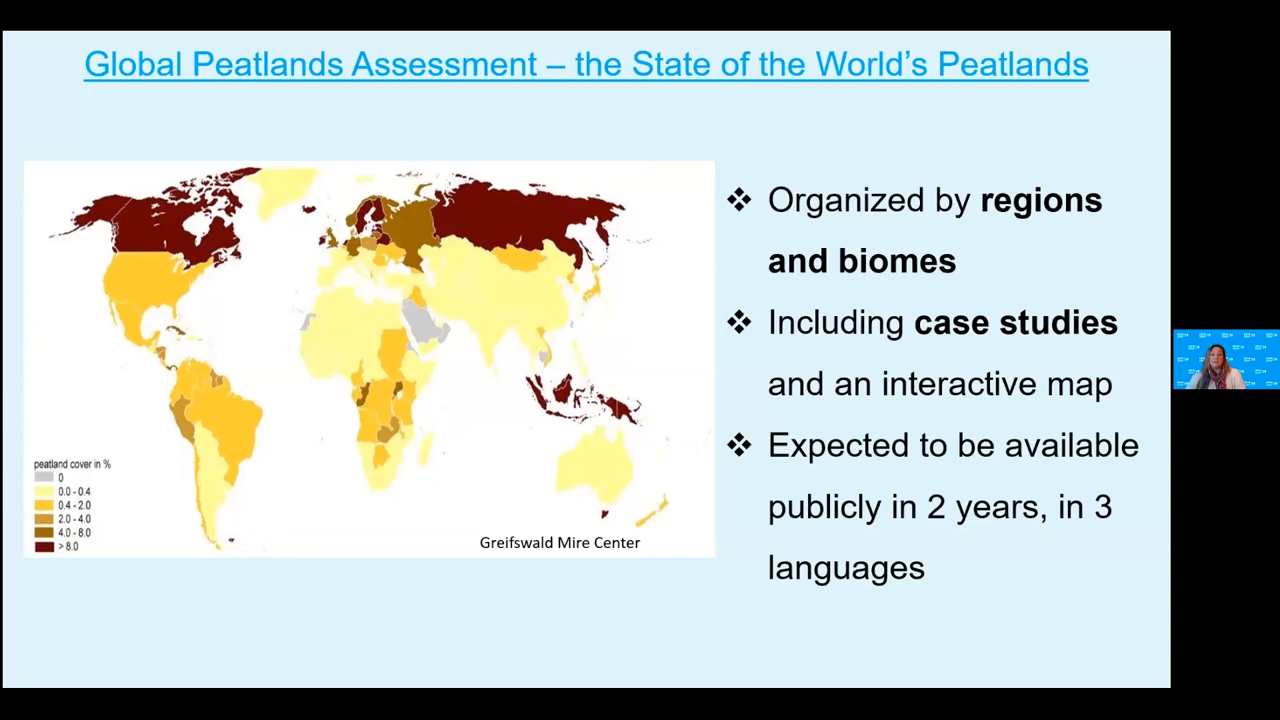 Global Peatlands Assessment – the State of the World's Peatlands
peatland cover in %
0
0.0 - 0.4
0.4 - 2.0
2.0 - 4.0
4.0 - 8.0
> 8.0
Greifswald Mire Center
❖ Organized by regions
and biomes
❖ Including case studies
and an interactive map
❖ Expected to be available
publicly in 2 years, in 3
languages